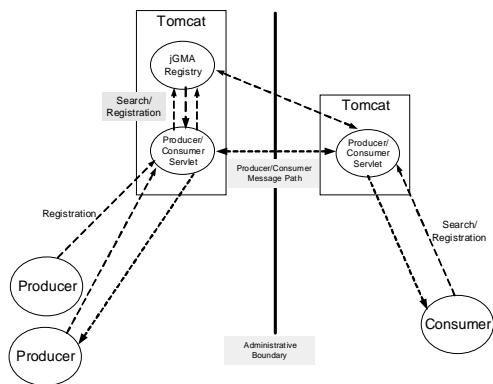 Tomcat
jGMA
Registry
Search/
Registration
Producer/
Consumer
Servlet
Tomcat
Producer/
Consumer
Servlet
Producer/Consumer
Message Path
Registration
Search/
Registration
Producer
Producer
Consumer
Administrative
Boundary